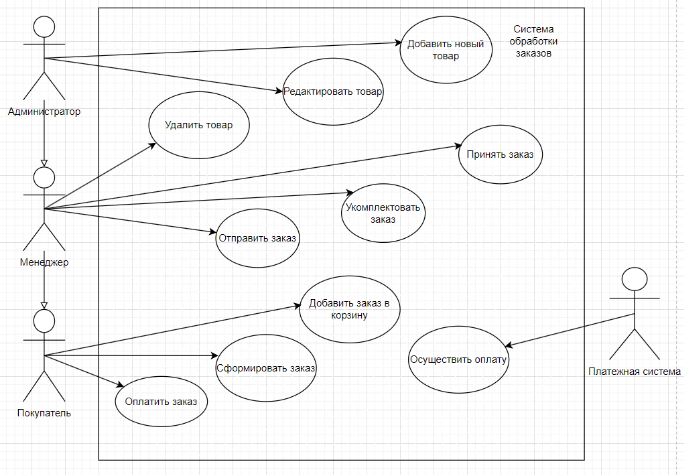 Система
обработки
заказов
Добавить новый
товар
Редактировать товар
Администратор
Удалить товар
Принять заказ
Укомплектовать
заказ
Отправить заказ
Менеджер
Добавить заказ в
корзину
Осуществить оплату
Сформировать заказ
Платежная система
Оплатить заказ
Покупатель